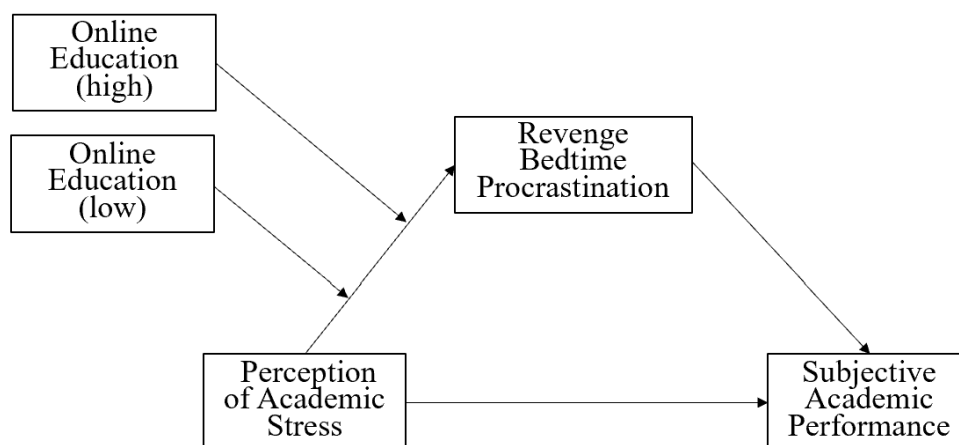 Online
Education
(high)
Online
Education
(low)
Revenge
Bedtime
Procrastination
Perception
of Academic
Stress
Subjective
Academic
Performance